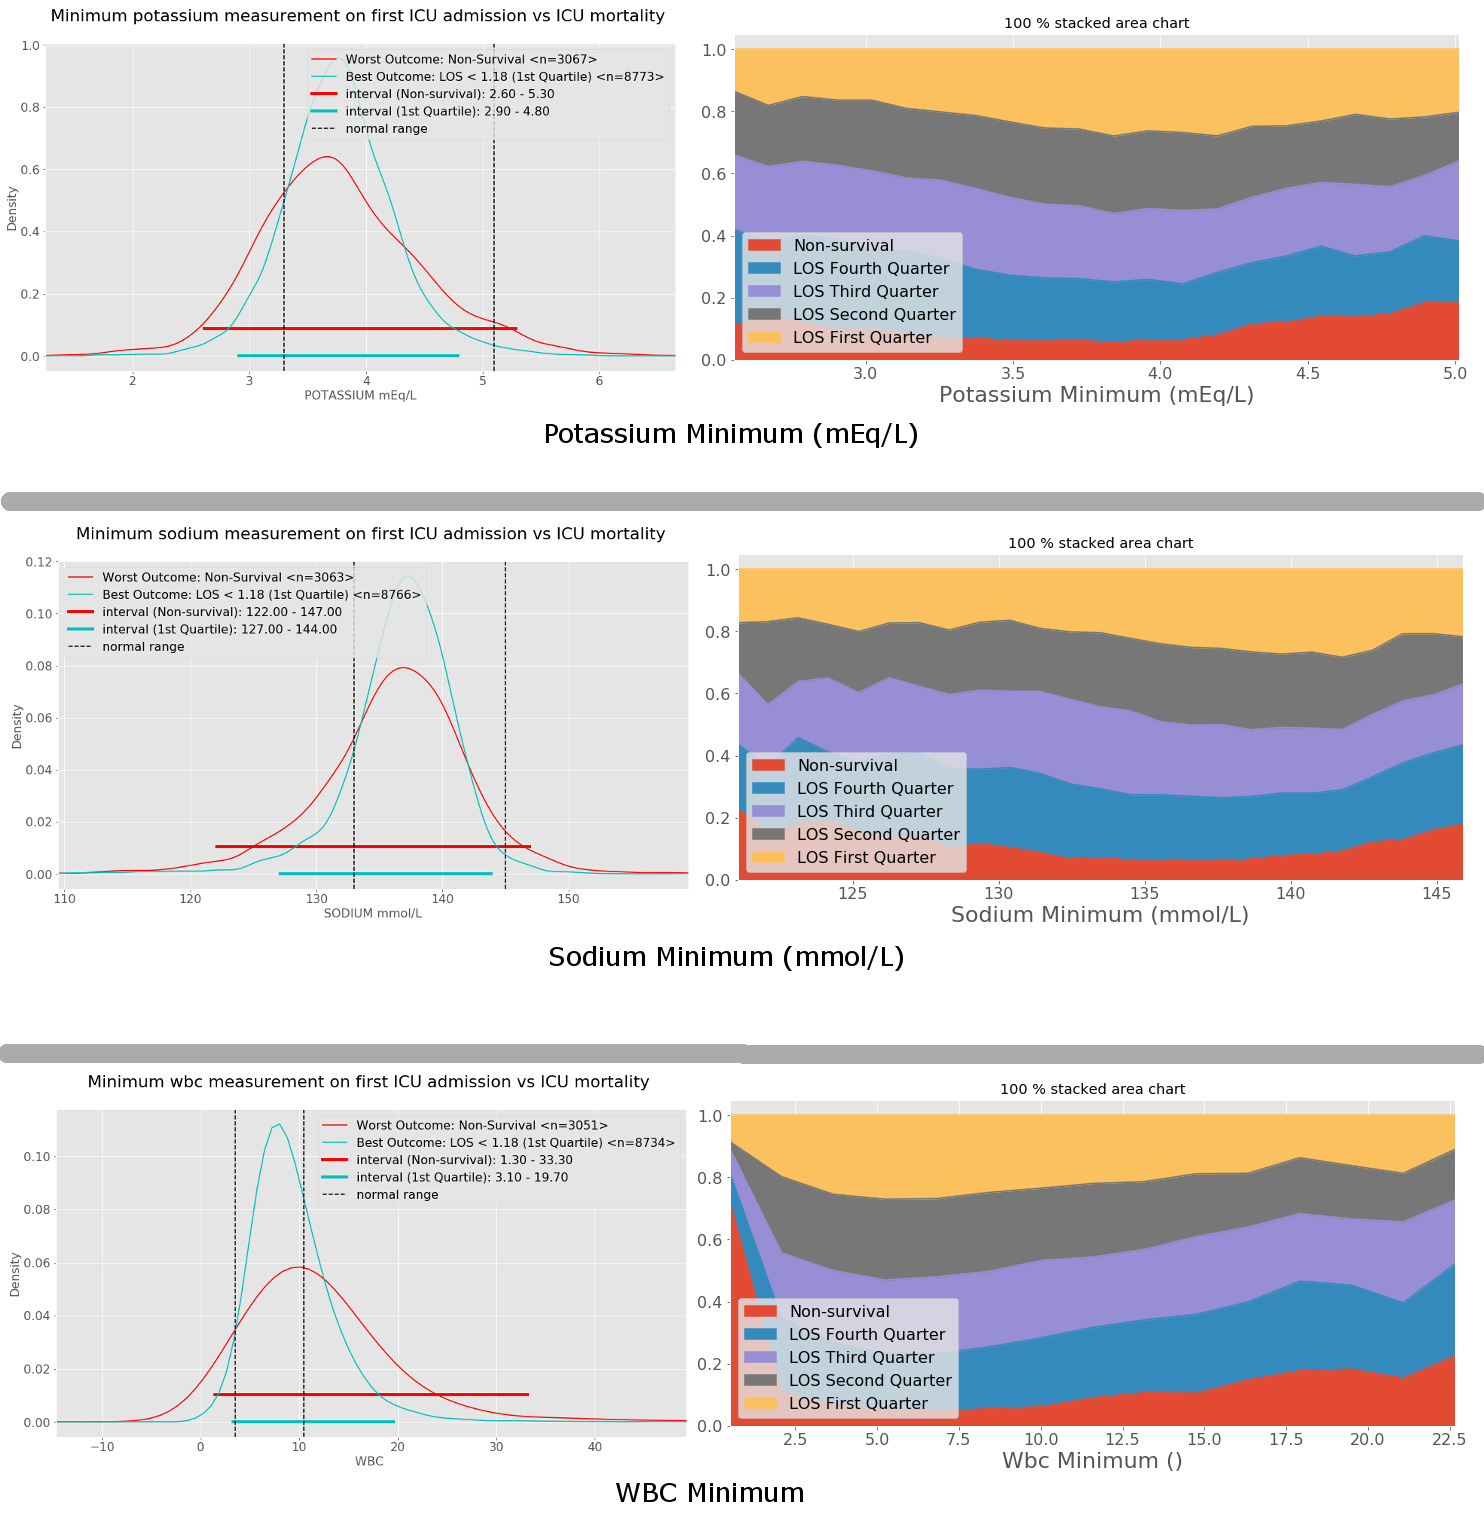 Minimum potassium measurement on first ICU admission vs ICU mortality
Worst Outcome: Non-Survival <n=3067>
Best Outcome: LOS < 1.18 (1st Quartile) <n=8773>
interval (Non-survival): 2.60 - 5.30
interval (1st Quartile): 2.90 - 4.80
normal range
1.0
0.8
0.6
0.4
0.2
0.0
Density
2 3 4 5 6
POTASSIUM mEq/L
100 % stacked area chart
1.0
0.8
0.6
0.4
0.2
0.0
Non-survival
LOS Fourth Quarter
LOS Third Quarter
LOS Second Quarter
LOS First Quarter
3.0 3.5 4.0 4.5 5.0
Potassium Minimum (mEq/L)
Potassium Minimum (mEq/L)
Minimum sodium measurement on first ICU admission vs ICU mortality
Worst Outcome: Non-Survival <n=3063>
Best Outcome: LOS < 1.18 (1st Quartile) <n=8766>
interval (Non-survival): 122.00 - 147.00
interval (1st Quartile): 127.00 - 144.00
normal range
0.12
0.10
0.08
0.06
0.04
0.02
0.00
Density
110 120 130 140 150
SODIUM mmol/L
100 % stacked area chart
1.0
0.8
0.6
0.4
0.2
0.0
Non-survival
LOS Fourth Quarter
LOS Third Quarter
LOS Second Quarter
LOS First Quarter
125 130 135 140 145
Sodium Minimum (mmol/L)
Sodium Minimum (mmol/L)
Minimum wbc measurement on first ICU admission vs ICU mortality
Worst Outcome: Non-Survival <n=3051>
Best Outcome: LOS < 1.18 (1st Quartile) <n=8734>
interval (Non-survival): 1.30 - 33.30
interval (1st Quartile): 3.10 - 19.70
normal range
0.10
0.08
0.06
0.04
0.02
0.00
Density
−10 0 10 20 30 40
WBC
100 % stacked area chart
1.0
0.8
0.6
0.4
0.2
0.0
Non-survival
LOS Fourth Quarter
LOS Third Quarter
LOS Second Quarter
LOS First Quarter
2.5 5.0 7.5 10.0 12.5 15.0 17.5 20.0 22.5
Wbc Minimum ()
WBC Minimum